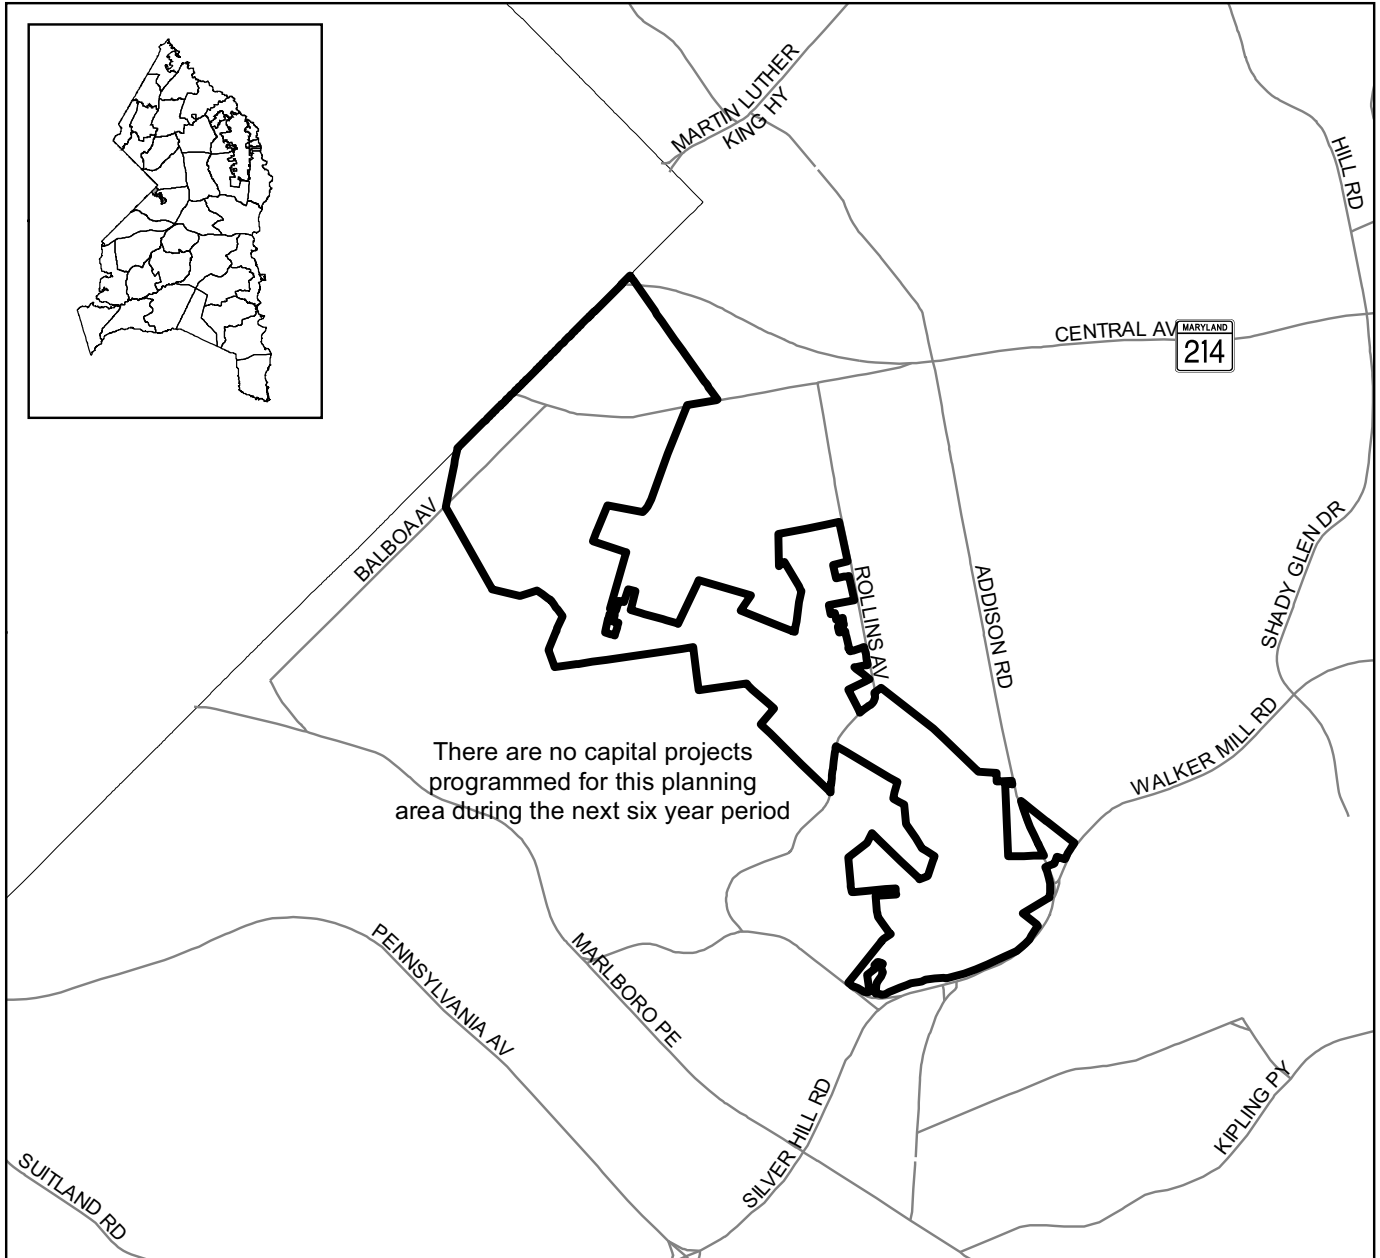 MARTIN LUTHER
KING HY
HILL RD
CENTRAL AV
MARYLAND
214
BALBOA AV
SHADY GLEN DR
ROLLINS AV
ADDISON RD
WALKER MILL RD
There are no capital projects
programmed for this planning
area during the next six year period
PENNSYLVANIA AV
MARLBORO PE
SILVER HILL RD
KIPLING PY
SUITLAND RD